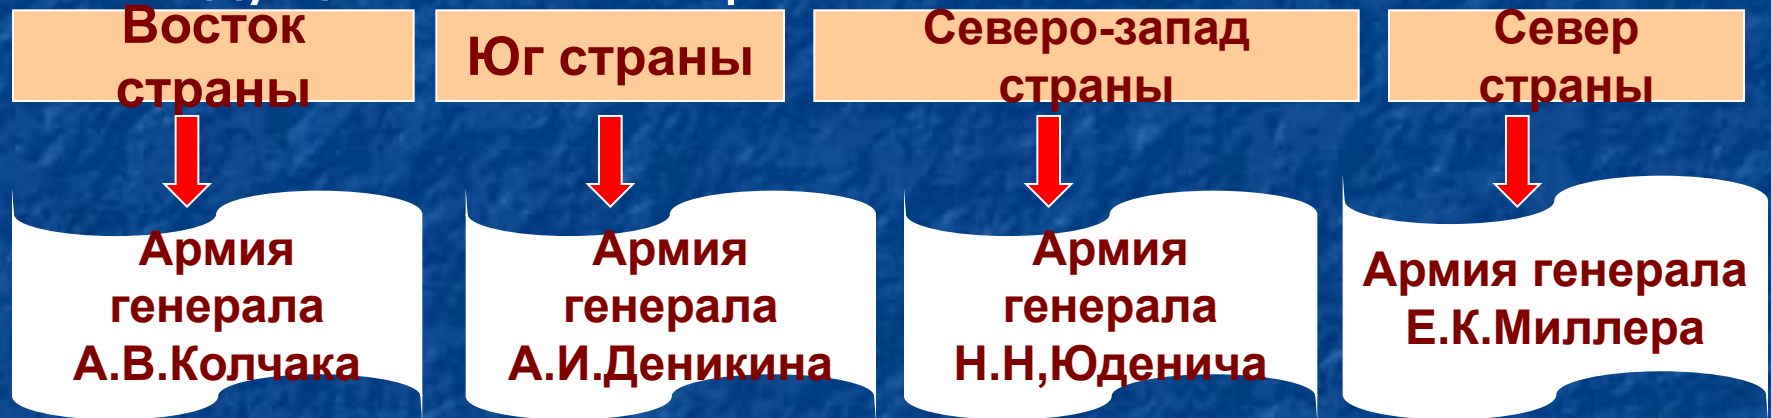 Восток
страны
Юг страны
Северо-запад
страны
Север
страны
Армия
генерала
А.В.Колчака
Армия
генерала
А.И.Деникина
Армия
генерала
Н.Н,Юденича
Армия генерала
Е.К.Миллера